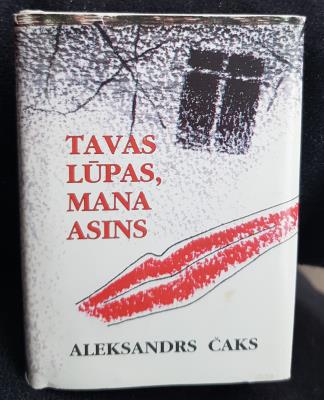 TAVAS
LŪPAS,
MANA
ASINS
ALEKSANDRS ČAKS